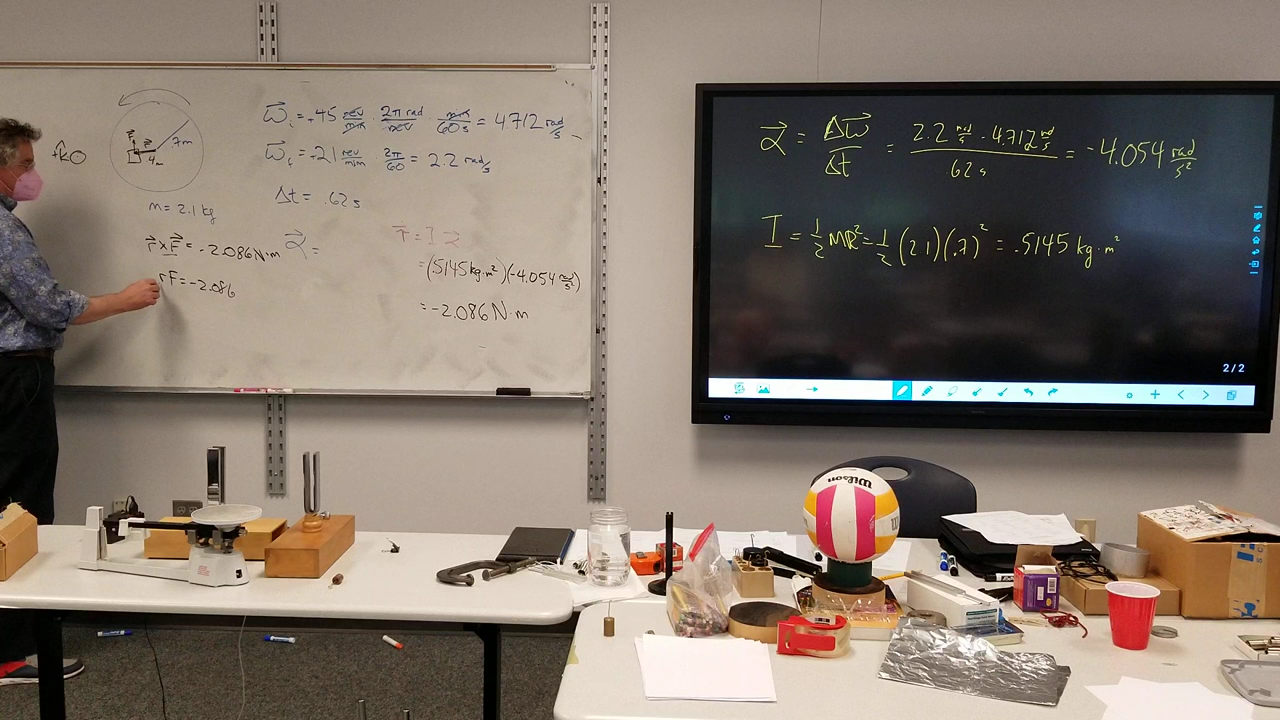 ω⃗ᵢ = .45 rev/min · 2π rad/rev · min/60 s = 4.712 rad/s
ω⃗ = 21 rev/min 2π/60 = 2.2 rad/s
Δt = .62 s
+k̂
F⃗
r⃗
.7m
m = 2.1 kg
r⃗ x F⃗ = -2.086 N·m
α⃗ =
rF = -2.086
τ⃗ = I α⃗
= (.5145 kg·m²)(-4.054 rad/s²)
= -2.086 N·m
α⃗ = Δω⃗/Δt = (2.2 rad/s - 4.712 rad/s)/.62 s = -4.054 rad/s²
I = 1/2 MR² = 1/2 (2.1)(.7)² = .5145 kg·m²
2/2
Wilson